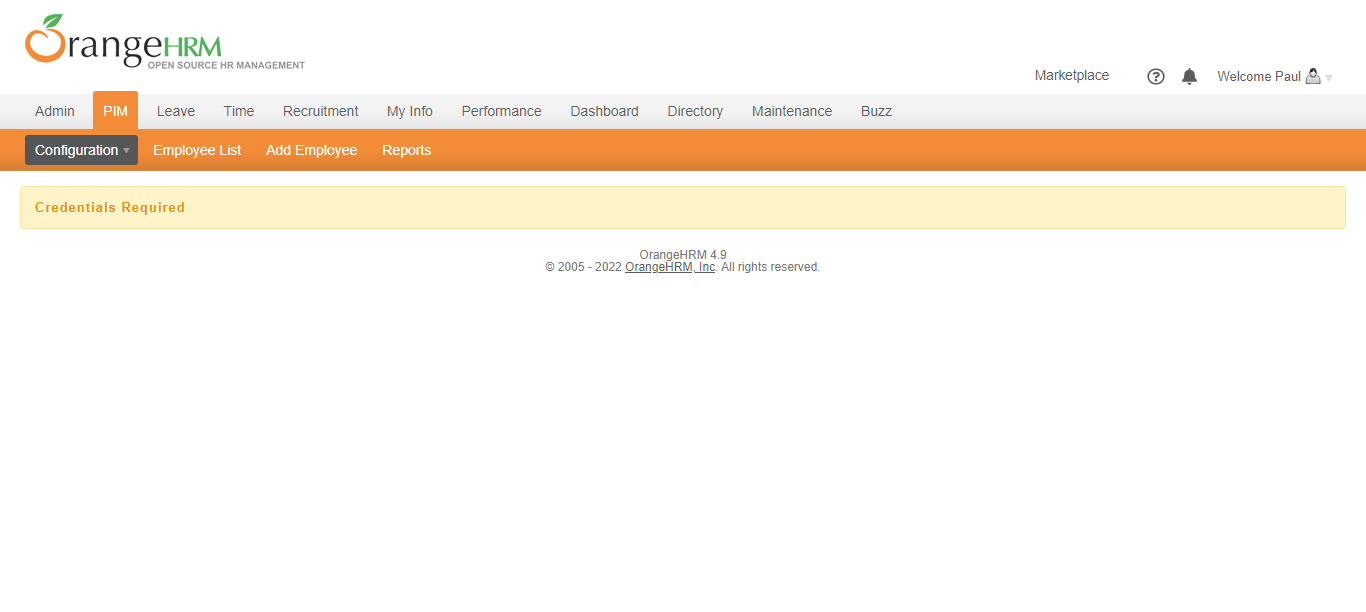 OrangeHRM
OPEN SOURCE HR MANAGEMENT
Marketplace Welcome Paul
Admin PIM Leave Time Recruitment My Info Performance Dashboard Directory Maintenance Buzz
Configuration Employee List Add Employee Reports
Credentials Required
OrangeHRM 4.9
© 2005 - 2022 OrangeHRM, Inc. All rights reserved.